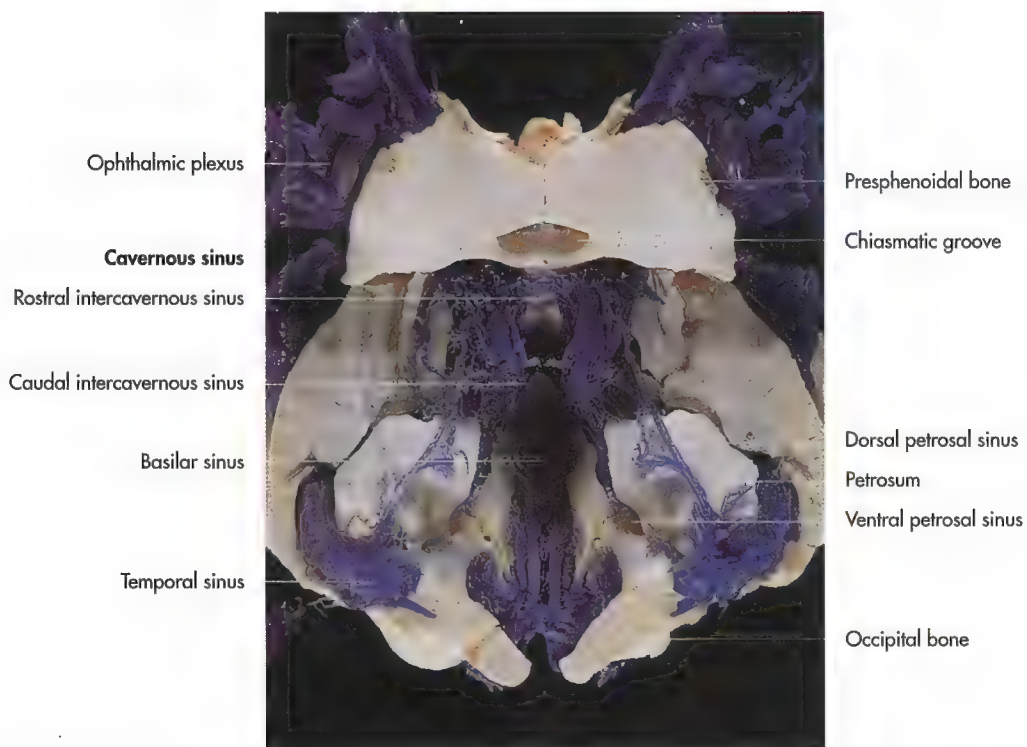 Ophthalmic plexus
Cavernous sinus
Rostral intercavernous sinus
Caudal intercavernous sinus
Basilar sinus
Temporal sinus
Presphenoidal bone
Chiasmatic groove
Dorsal petrosal sinus
Petrosum
Ventral petrosal sinus
Occipital bone